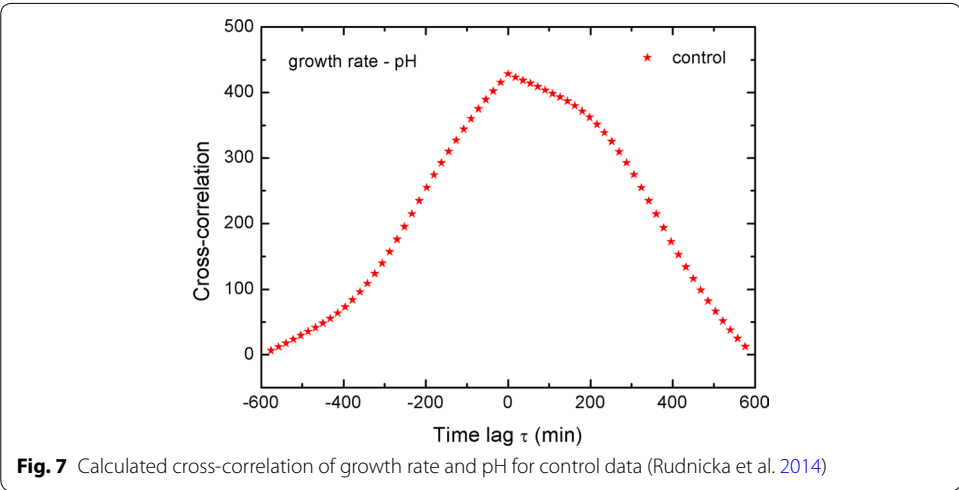 500
growth rate - pH
control
400
300
200
100
0
Cross-correlation
-600 -400 -200 0 200 400 600
Time lag τ (min)
Fig. 7 Calculated cross-correlation of growth rate and pH for control data (Rudnicka et al. 2014)